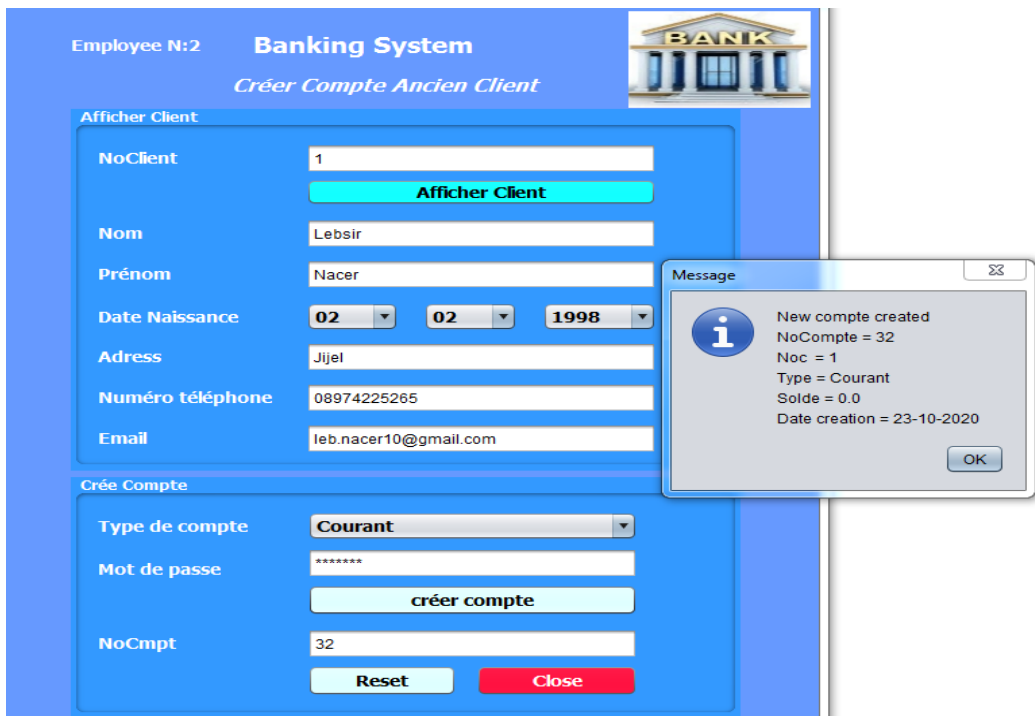 Employee N:2 Banking System
BANK
Créer Compte Ancien Client
Afficher Client
NoClient 1
Afficher Client
Nom Lebsir
Prénom Nacer
Date Naissance 02 02 1998
Adress Jijel
Numéro téléphone 08974225265
Email leb.nacer10@gmail.com
Message
New compte created
NoCompte = 32
Noc = 1
Type = Courant
Solde = 0.0
Date creation = 23-10-2020
OK
Crée Compte
Type de compte Courant
Mot de passe *******
créer compte
NoCmpt 32
Reset Close